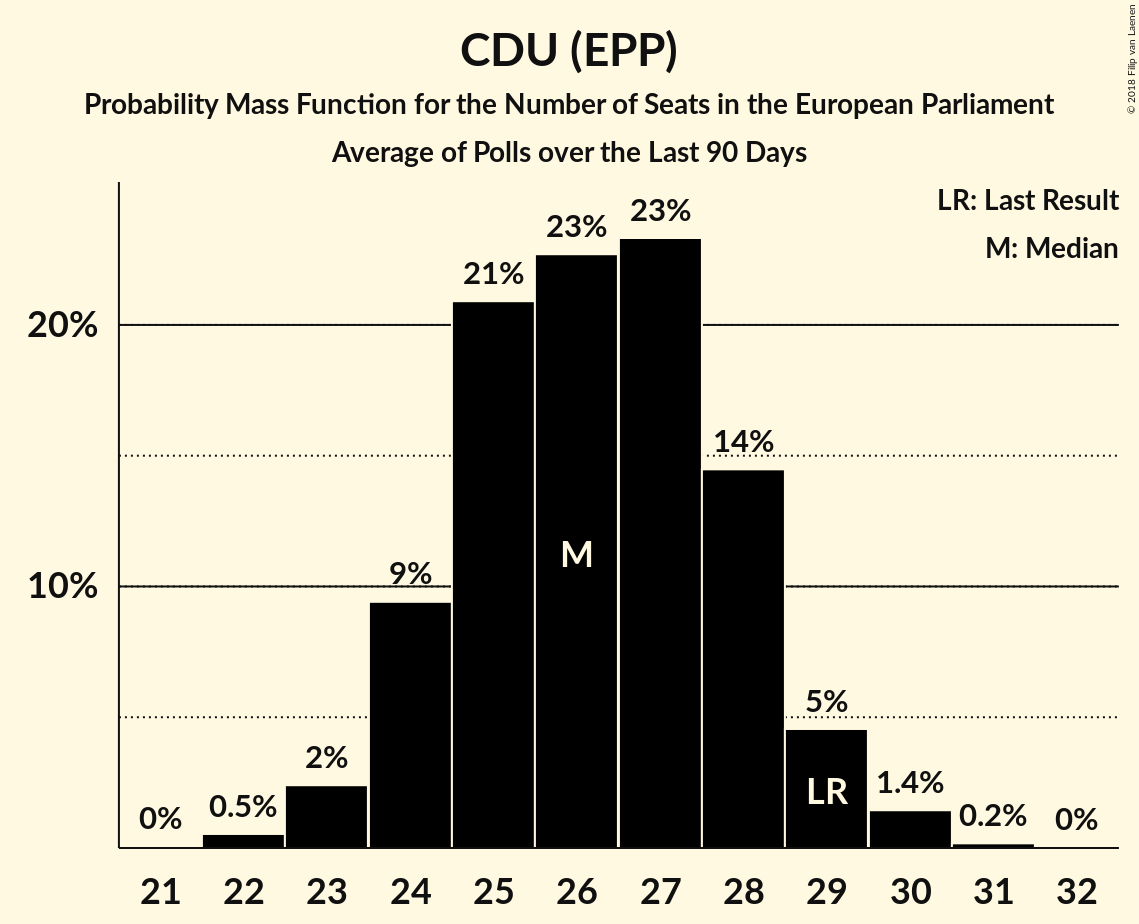 CDU (EPP)
Probability Mass Function for the Number of Seats in the European Parliament
Average of Polls over the Last 90 Days
© 2018 Filip van Laenen
LR: Last Result
M: Median
20%
10%
0%
0.5%
2%
9%
21%
23%
23%
14%
5%
1.4%
0.2%
0%
M
LR
21 22 23 24 25 26 27 28 29 30 31 32